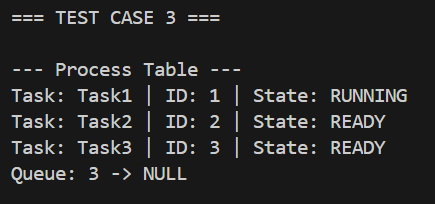 === TEST CASE 3 ===
--- Process Table ---
Task: Task1 | ID: 1 | State: RUNNING
Task: Task2 | ID: 2 | State: READY
Task: Task3 | ID: 3 | State: READY
Queue: 3 -> NULL